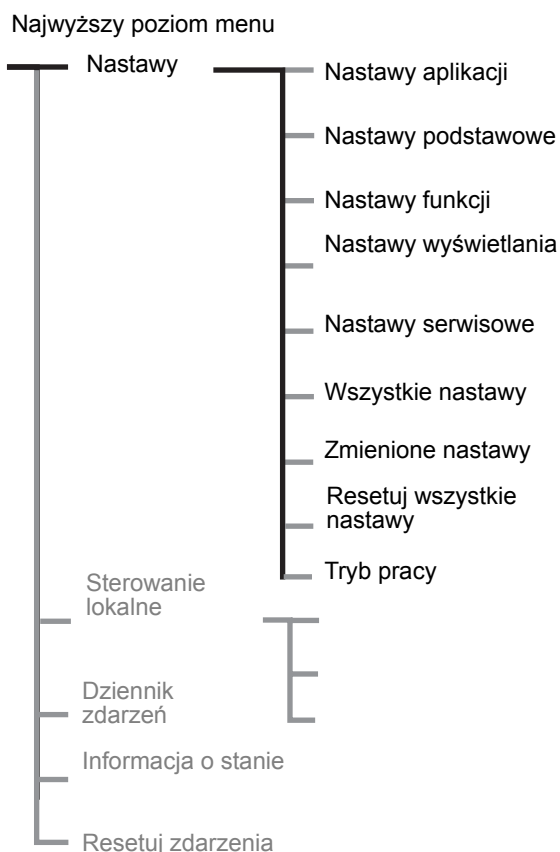 Najwyższy poziom menu
Nastawy
Nastawy aplikacji
Nastawy podstawowe
Nastawy funkcji
Nastawy wyświetlania
Nastawy serwisowe
Wszystkie nastawy
Zmienione nastawy
Resetuj wszystkie
nastawy
Tryb pracy
Sterowanie
lokalne
Dziennik
zdarzeń
Informacja o stanie
Resetuj zdarzenia